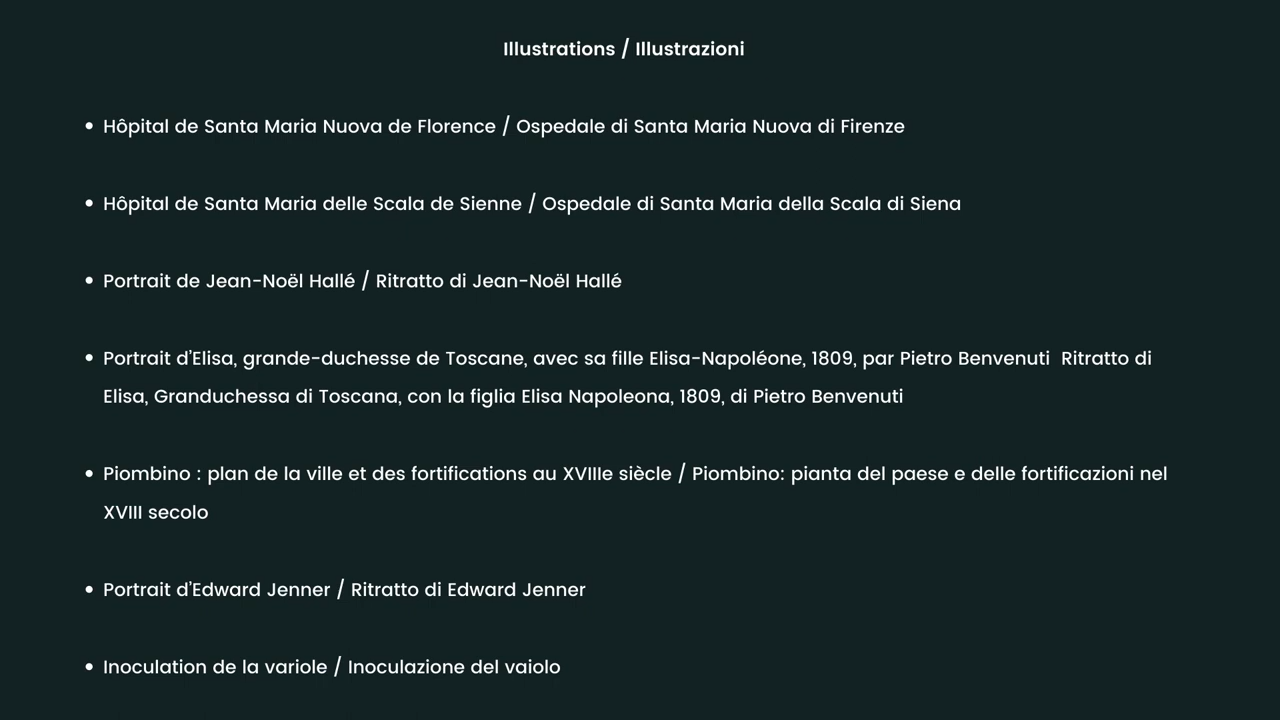 Illustrations / Illustrazioni
• Hôpital de Santa Maria Nuova de Florence / Ospedale di Santa Maria Nuova di Firenze
• Hôpital de Santa Maria delle Scala de Sienne / Ospedale di Santa Maria della Scala di Siena
• Portrait de Jean-Noël Hallé / Ritratto di Jean-Noël Hallé
• Portrait d'Elisa, grande-duchesse de Toscane, avec sa fille Elisa-Napoléone, 1809, par Pietro Benvenuti  Ritratto di
Elisa, Granduchessa di Toscana, con la figlia Elisa Napoleona, 1809, di Pietro Benvenuti
• Piombino : plan de la ville et des fortifications au XVIIIe siècle / Piombino: pianta del paese e delle fortificazioni nel
XVIII secolo
• Portrait d'Edward Jenner / Ritratto di Edward Jenner
• Inoculation de la variole / Inoculazione del vaiolo